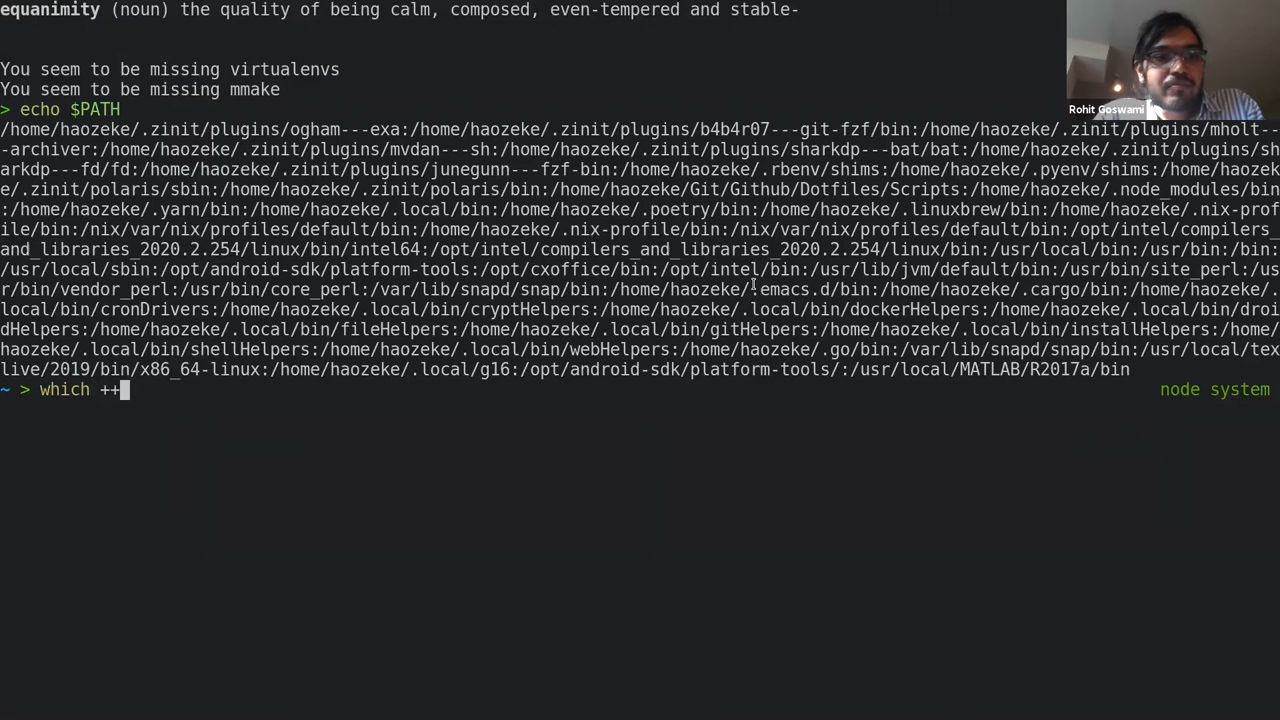 equanimity (noun) the quality of being calm, composed, even-tempered and stable-
You seem to be missing virtualenvs
You seem to be missing mmake
> echo $PATH
/home/haozeke/.zinit/plugins/ogham---exa:/home/haozeke/.zinit/plugins/b4b4r07---git-fzf/bin:/home/haozeke/.zinit/plugins/mholt--
-archiver:/home/haozeke/.zinit/plugins/mvdan---sh:/home/haozeke/.zinit/plugins/sharkdp---bat/bat:/home/haozeke/.zinit/plugins/sh
arkdp---fd/fd:/home/haozeke/.zinit/plugins/junegunn---fzf-bin:/home/haozeke/.rbenv/shims:/home/haozeke/.pyenv/shims:/home/haozek
e/.zinit/polaris/sbin:/home/haozeke/.zinit/polaris/bin:/home/haozeke/Git/Github/Dotfiles/Scripts:/home/haozeke/.node_modules/bin
:/home/haozeke/.yarn/bin:/home/haozeke/.local/bin:/home/haozeke/.poetry/bin:/home/haozeke/.linuxbrew/bin:/home/haozeke/.nix-prof
ile/bin:/nix/var/nix/profiles/default/bin:/home/haozeke/.nix-profile/bin:/nix/var/nix/profiles/default/bin:/opt/intel/compilers_
and_libraries_2020.2.254/linux/bin/intel64:/opt/intel/compilers_and_libraries_2020.2.254/linux/bin:/usr/local/bin:/usr/bin:/bin:
/usr/local/sbin:/opt/android-sdk/platform-tools:/opt/cxoffice/bin:/opt/intel/bin:/usr/lib/jvm/default/bin:/usr/bin/site_perl:/us
r/bin/vendor_perl:/usr/bin/core_perl:/var/lib/snapd/snap/bin:/home/haozeke/.emacs.d/bin:/home/haozeke/.cargo/bin:/home/haozeke/.
local/bin/cronDrivers:/home/haozeke/.local/bin/cryptHelpers:/home/haozeke/.local/bin/dockerHelpers:/home/haozeke/.local/bin/droi
dHelpers:/home/haozeke/.local/bin/fileHelpers:/home/haozeke/.local/bin/gitHelpers:/home/haozeke/.local/bin/installHelpers:/home/
haozeke/.local/bin/shellHelpers:/home/haozeke/.local/bin/webHelpers:/home/haozeke/.go/bin:/var/lib/snapd/snap/bin:/usr/local/tex
live/2019/bin/x86_64-linux:/home/haozeke/.local/g16:/opt/android-sdk/platform-tools/:/usr/local/MATLAB/R2017a/bin
~ > which ++ node system
Rohit Goswami